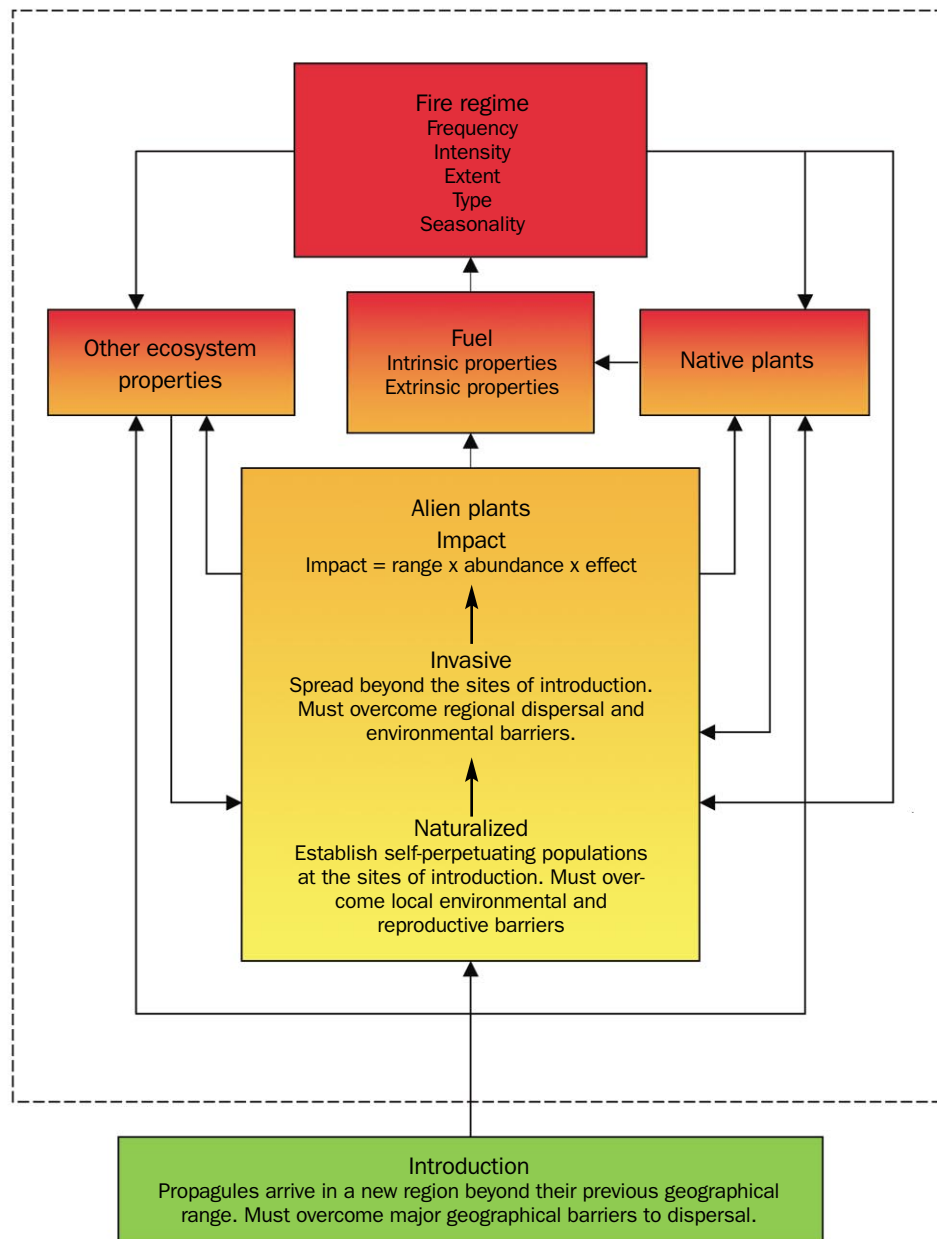 Fire regime
Frequency
Intensity
Extent
Type
Seasonality
Other ecosystem
properties
Fuel
Intrinsic properties
Extrinsic properties
Native plants
Alien plants
Impact
Impact = range x abundance x effect
Invasive
Spread beyond the sites of introduction.
Must overcome regional dispersal and
environmental barriers.
Naturalized
Establish self-perpetuating populations
at the sites of introduction. Must over-
come local environmental and
reproductive barriers
Introduction
Propagules arrive in a new region beyond their previous geographical
range. Must overcome major geographical barriers to dispersal.